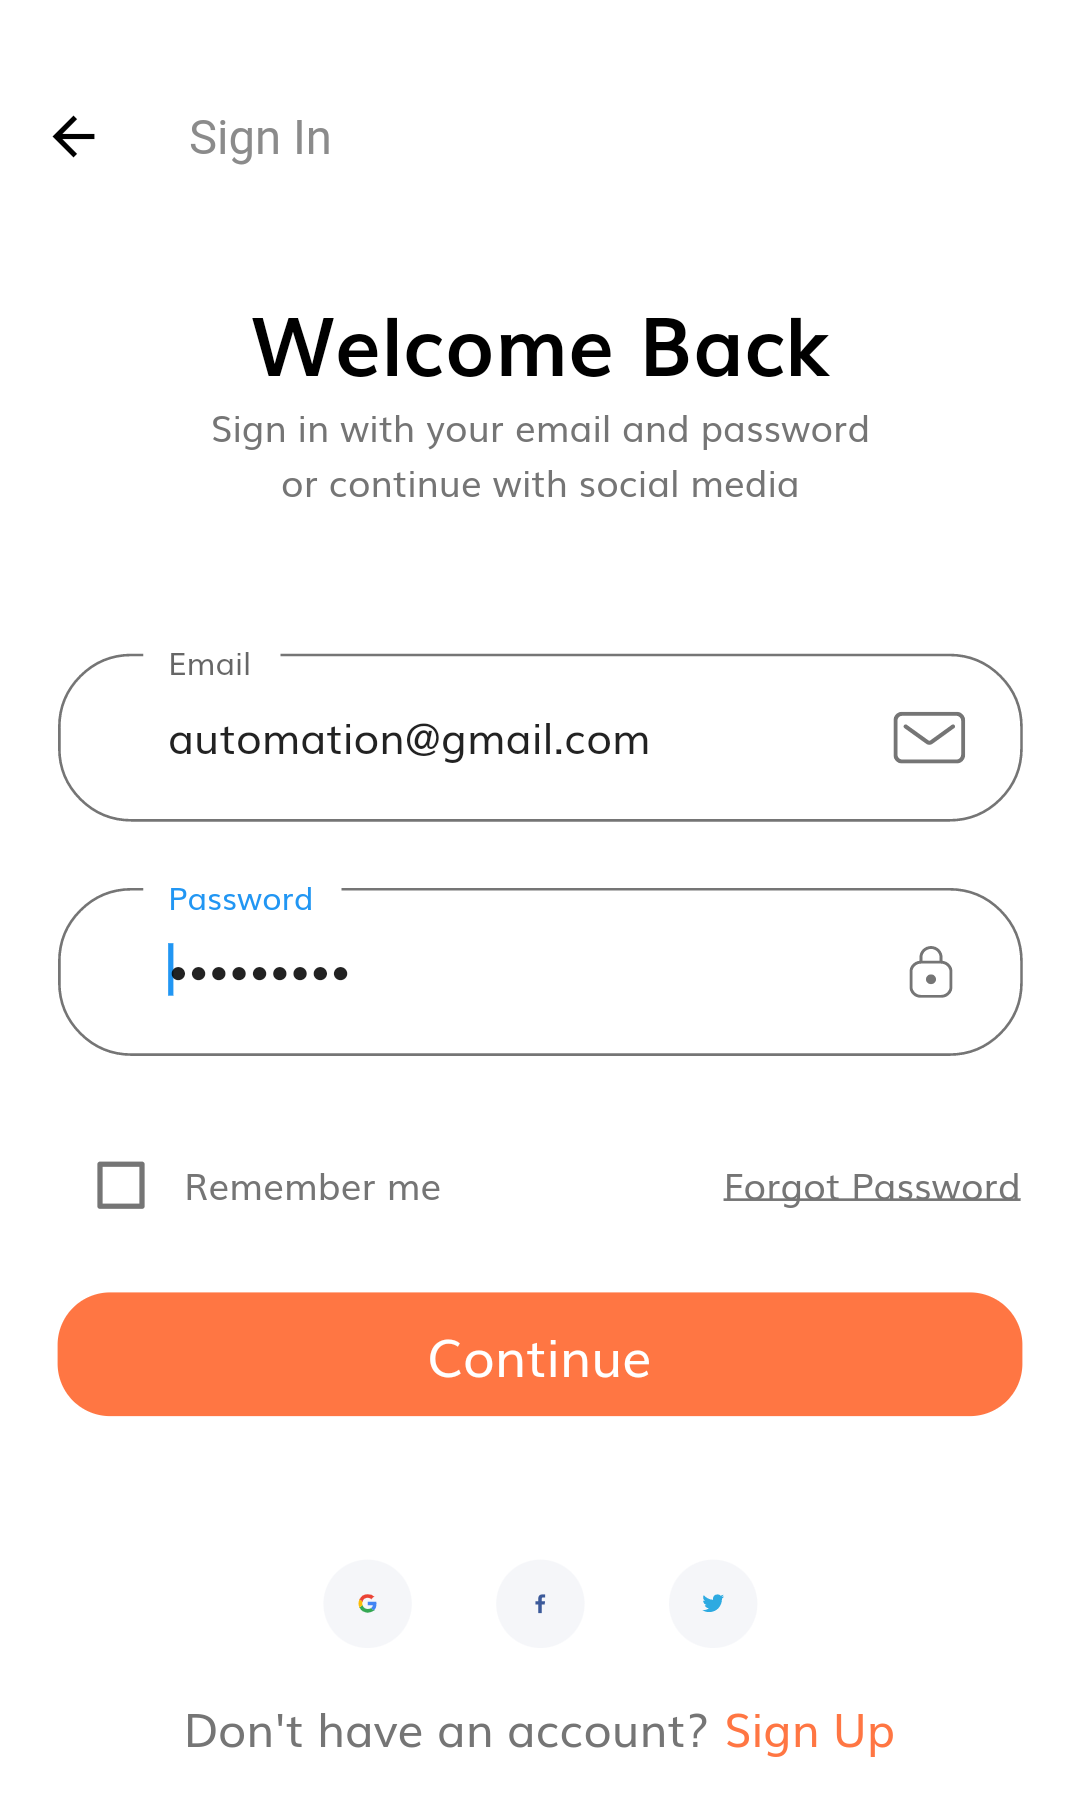 Sign In
Welcome Back
Sign in with your email and password
or continue with social media
Email
automation@gmail.com
Password
•••••••••
Remember me
Forgot Password
Continue
Don't have an account? Sign Up